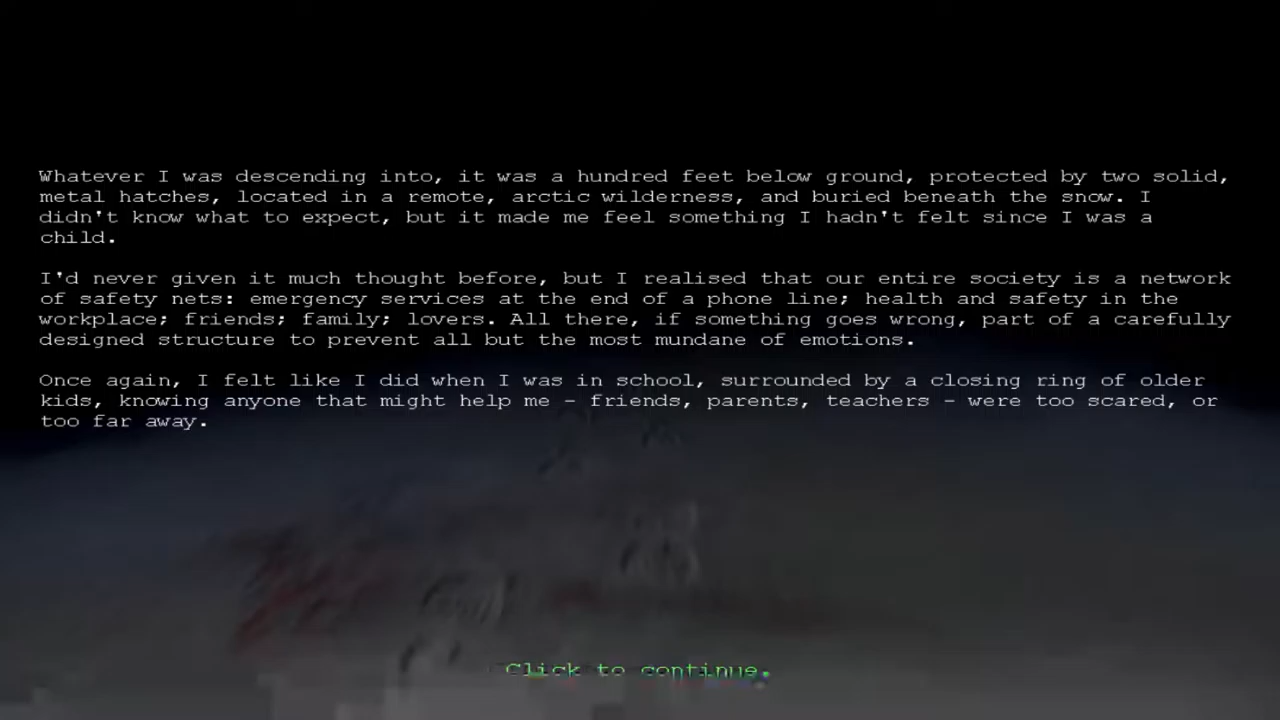 Whatever I was descending into, it was a hundred feet below ground, protected by two solid,
metal hatches, located in a remote, arctic wilderness, and buried beneath the snow. I
didn't know what to expect, but it made me feel something I hadn't felt since I was a
child.
I'd never given it much thought before, but I realised that our entire society is a network
of safety nets: emergency services at the end of a phone line; health and safety in the
workplace; friends; family; lovers. All there, if something goes wrong, part of a carefully
designed structure to prevent all but the most mundane of emotions.
Once again, I felt like I did when I was in school, surrounded by a closing ring of older
kids, knowing anyone that might help me - friends, parents, teachers - were too scared, or
too far away.
Click to continue.